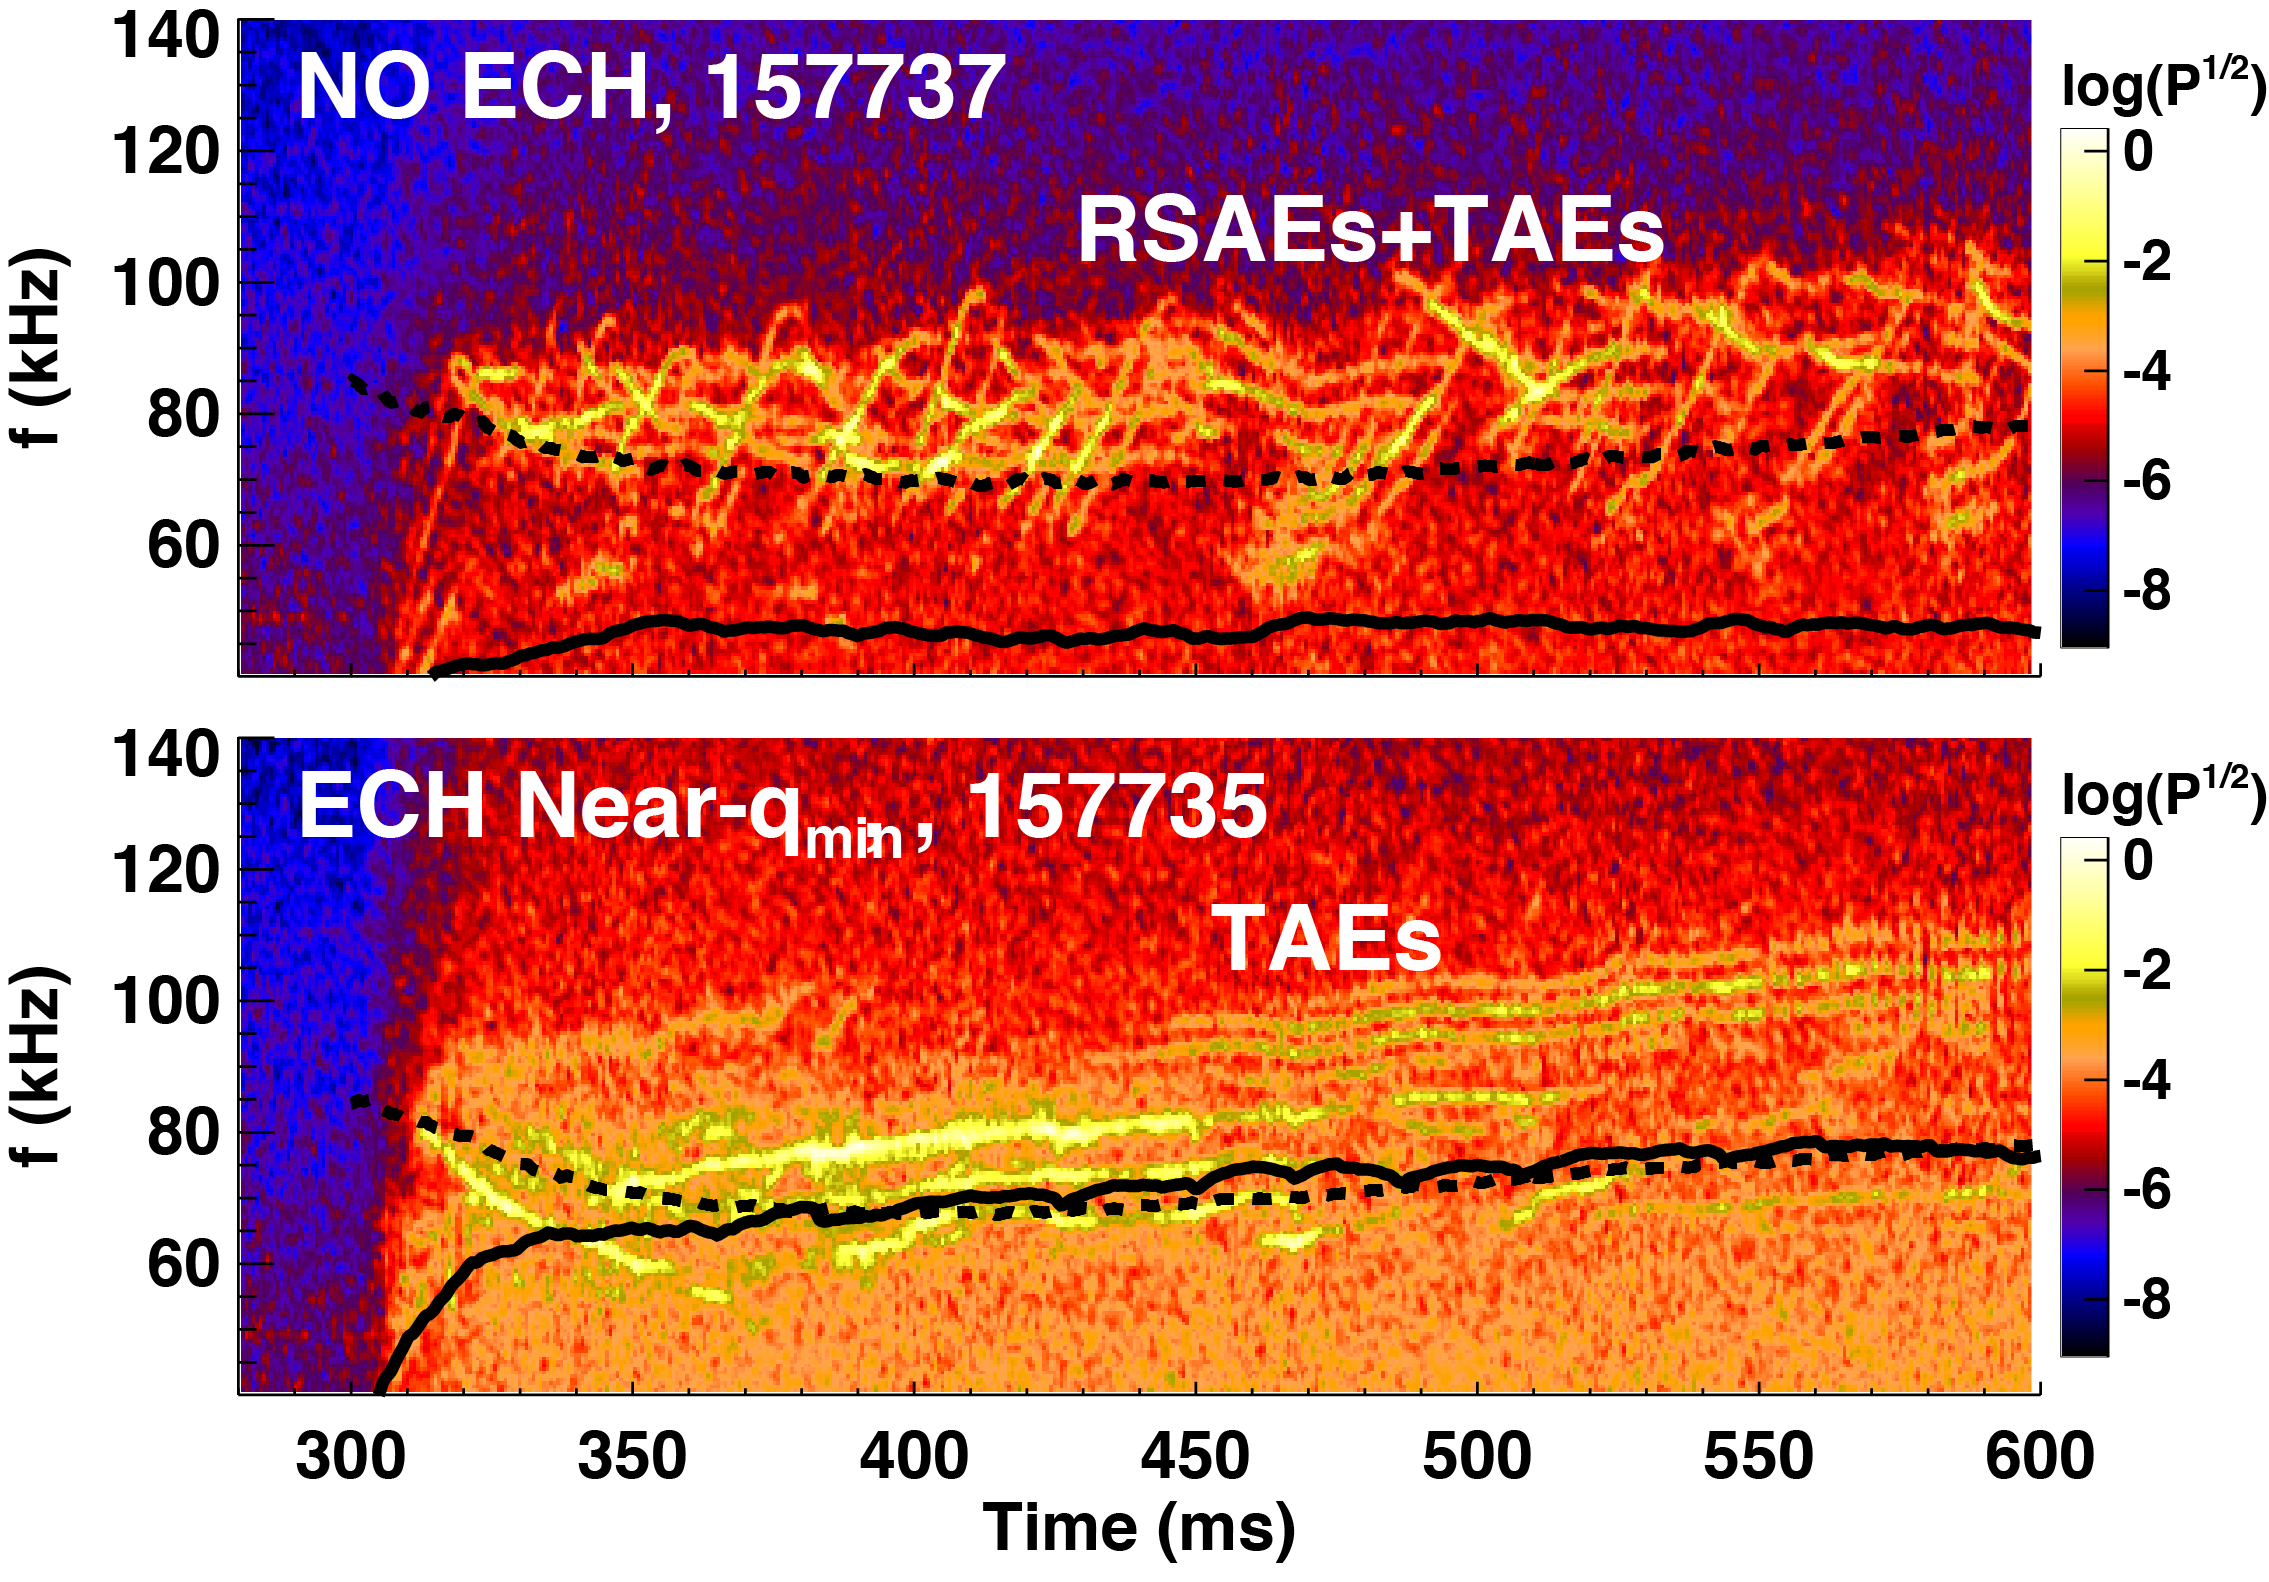 140
120
100
80
60
f (kHz)
NO ECH, 157737
RSAEs+TAEs
log(P1/2)
0
-2
-4
-6
-8
140
120
100
80
60
f (kHz)
ECH Near-qmin, , 157735
TAEs
log(P1/2)
0
-2
-4
-6
-8
300 350 400 450 500 550 600
Time (ms)